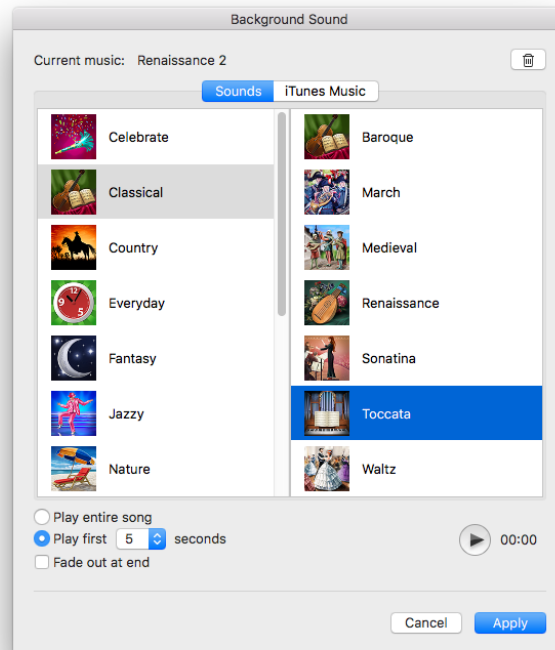 Background Sound
Current music: Renaissance 2
Sounds iTunes Music
Celebrate
Classical
Country
Everyday
Fantasy
Jazzy
Nature
Baroque
March
Medieval
Renaissance
Sonatina
Toccata
Waltz
Play entire song
Play first 5 seconds
Fade out at end
00:00
Cancel Apply